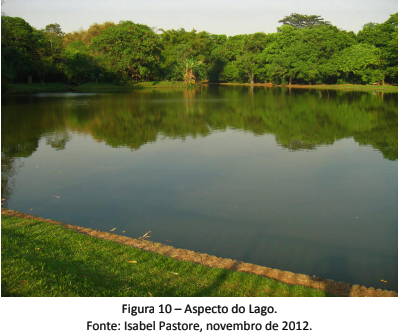 Figura 10 – Aspecto do Lago.
Fonte: Isabel Pastore, novembro de 2012.